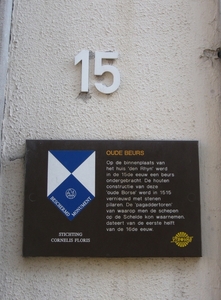 15
OUDE BEURS
Op de binnenplaats van
het huis 'den Rhyn' werd
in de 15de eeuw een beurs
ondergebracht. De houten
constructie van deze
'oude Borse' werd in 1515
vernieuwd met stenen
pilaren. De 'pagaddertoren'
van waarop men de schepen
op de Schelde kon waarnemen,
dateert van de eerste helft
van de 16de eeuw.
BESCHERMD MONUMENT
STICHTING
CORNELIS FLORIS